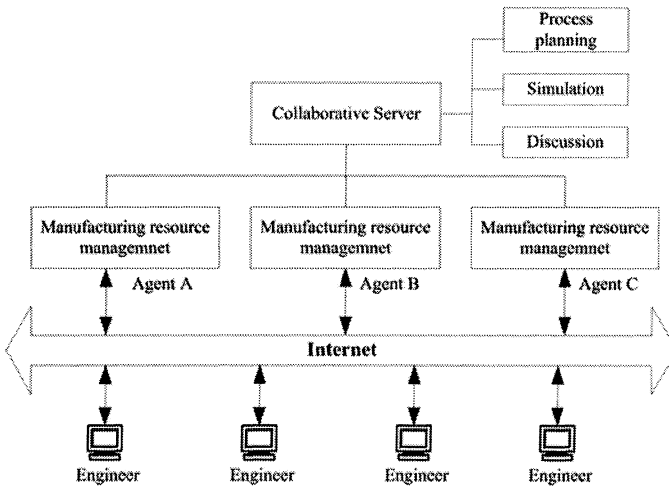 Process
planning
Collaborative Server
Simulation
Discussion
Manufacturing resource
managemnet
Manufacturing resource
managemnet
Manufacturing resource
managemnet
Agent A
Agent B
Agent C
Internet
Engineer
Engineer
Engineer
Engineer